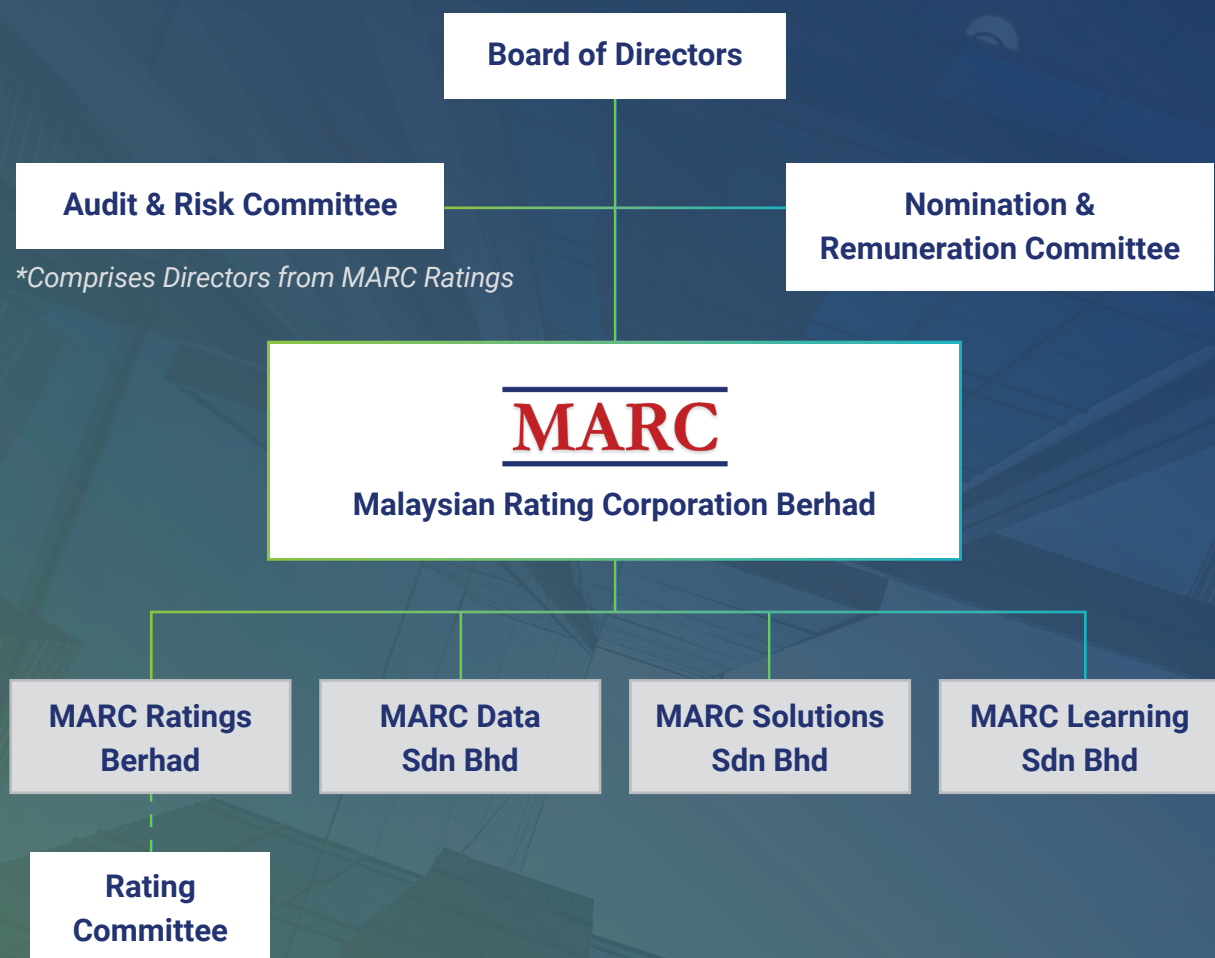 Board of Directors
Audit & Risk Committee
*Comprises Directors from MARC Ratings
Nomination &
Remuneration Committee
MARC
Malaysian Rating Corporation Berhad
MARC Ratings
Berhad
MARC Data
Sdn Bhd
MARC Solutions
Sdn Bhd
MARC Learning
Sdn Bhd
Rating
Committee